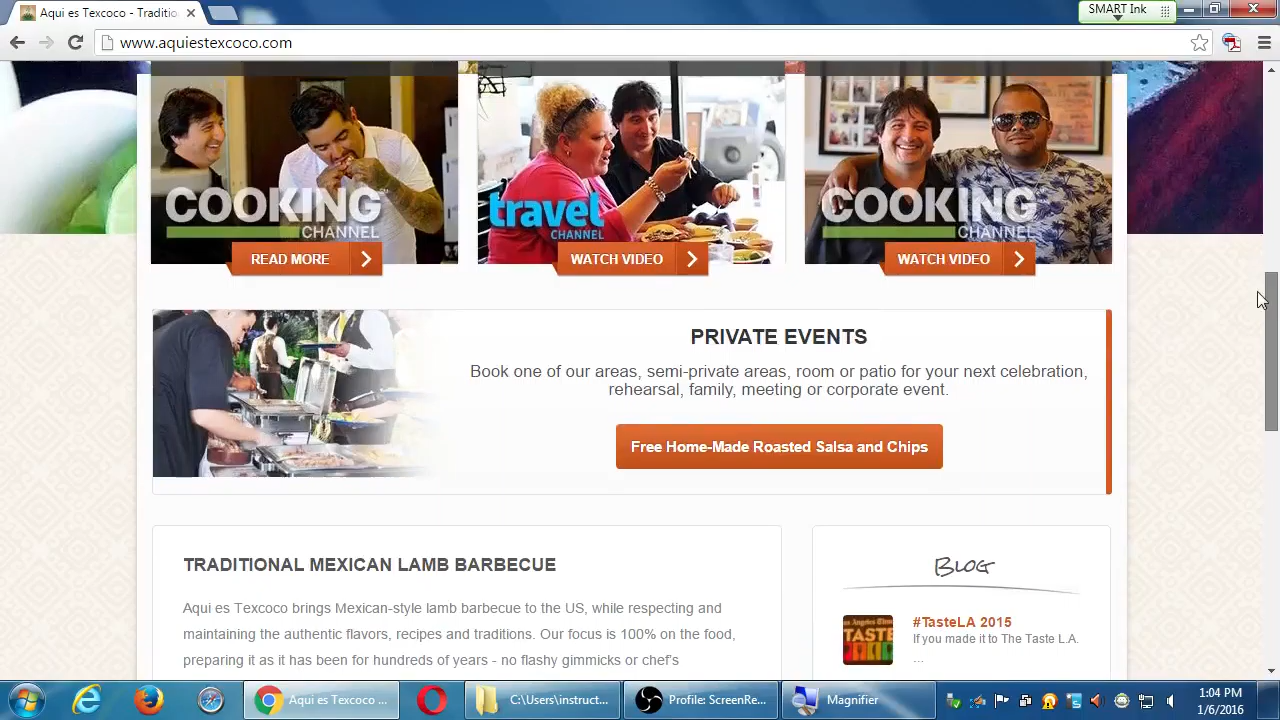 Aqui es Texcoco - Traditio
SMART Ink
www.aquiestexcoco.com
COOKING
CHANNEL
READ MORE
travel
CHANNEL
WATCH VIDEO
COOKING
CHANNEL
WATCH VIDEO
PRIVATE EVENTS
Book one of our areas, semi-private areas, room or patio for your next celebration,
rehearsal, family, meeting or corporate event.
Free Home-Made Roasted Salsa and Chips
TRADITIONAL MEXICAN LAMB BARBECUE
Aqui es Texcoco brings Mexican-style lamb barbecue to the US, while respecting and
maintaining the authentic flavors, recipes and traditions. Our focus is 100% on the food,
preparing it as it has been for hundreds of years - no flashy gimmicks or chef's
Blog
Los Angeles Times
TASTE
#TasteLA 2015
If you made it to The Taste L.A.
...
Aqui es Texcoco ...
C:\Users\instruct...
Profile: ScreenRe...
Magnifier
1:04 PM
1/6/2016